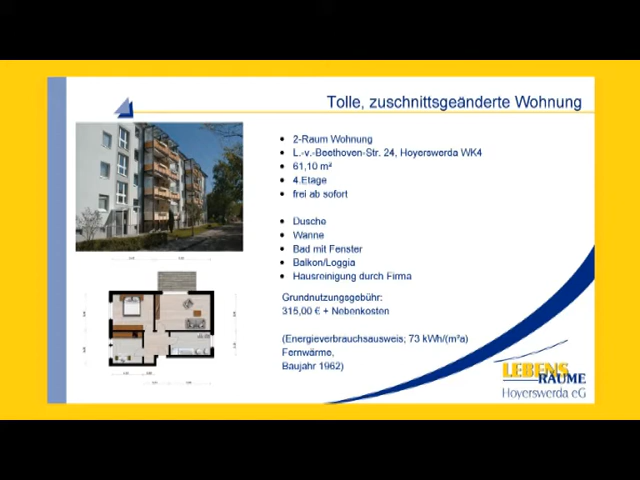 Tolle, zuschnittsgeänderte Wohnung
2-Raum Wohnung
L.-v.-Beethoven-Str. 24, Hoyerswerda WK4
61,10 m²
4.Etage
frei ab sofort
Dusche
Wanne
Bad mit Fenster
Balkon/Loggia
Hausreinigung durch Firma
Grundnutzungsgebühr:
315,00 € + Nebenkosten
(Energieverbrauchsausweis; 73 kWh/(m²a)
Fernwärme,
Baujahr 1962)
LEBENS
RÄUME
Hoyerswerda eG